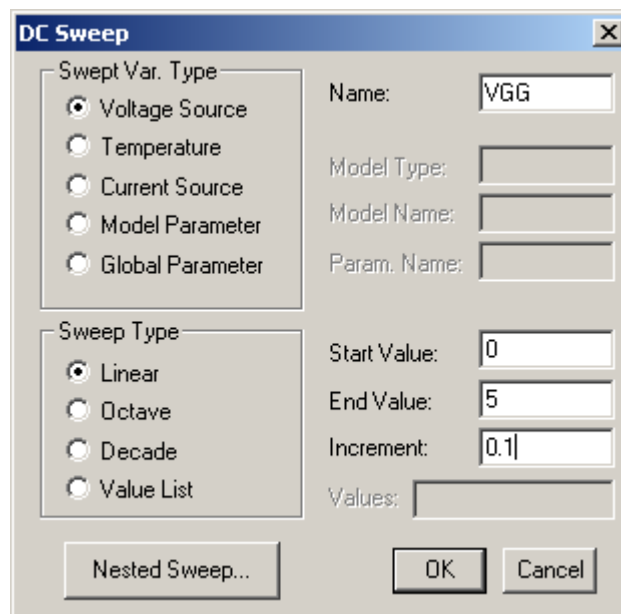 DC Sweep
Swept Var. Type
Voltage Source
Temperature
Current Source
Model Parameter
Global Parameter
Name: VGG
Model Type:
Model Name:
Param. Name:
Sweep Type
Linear
Octave
Decade
Value List
Start Value: 0
End Value: 5
Increment: 0.1
Values:
Nested Sweep...
OK
Cancel